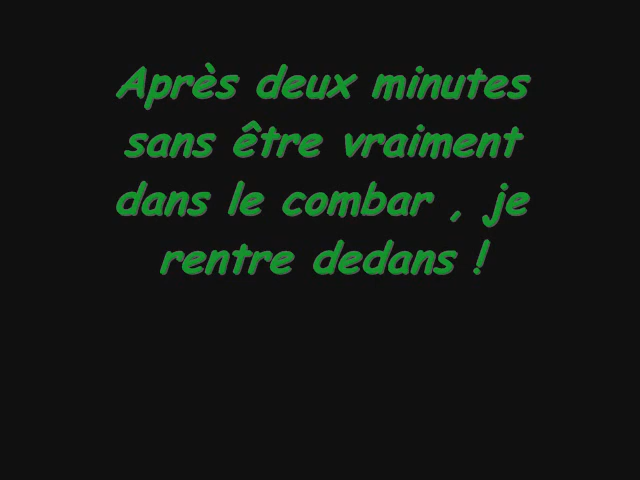 Après deux minutes
sans être vraiment
dans le combar , je
rentre dedans !